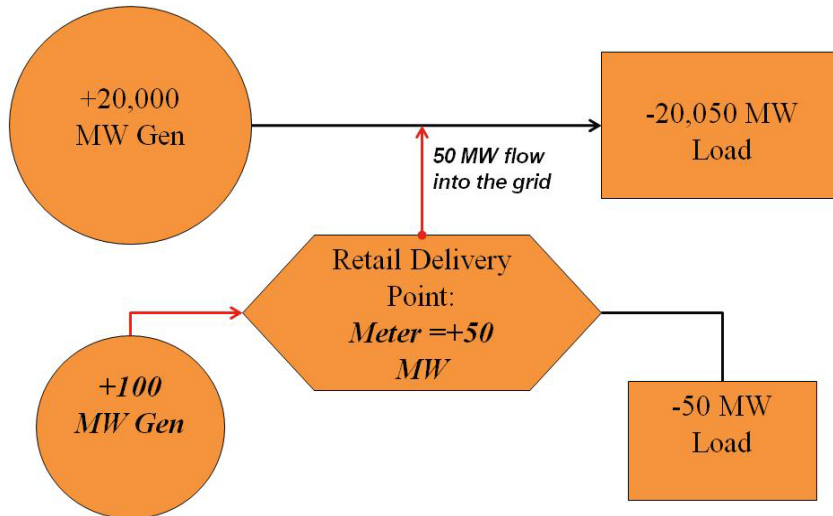 +20,000
MW Gen
-20,050 MW
Load
50 MW flow
into the grid
Retail Delivery
Point:
Meter =+50
MW
+100
MW Gen
-50 MW
Load